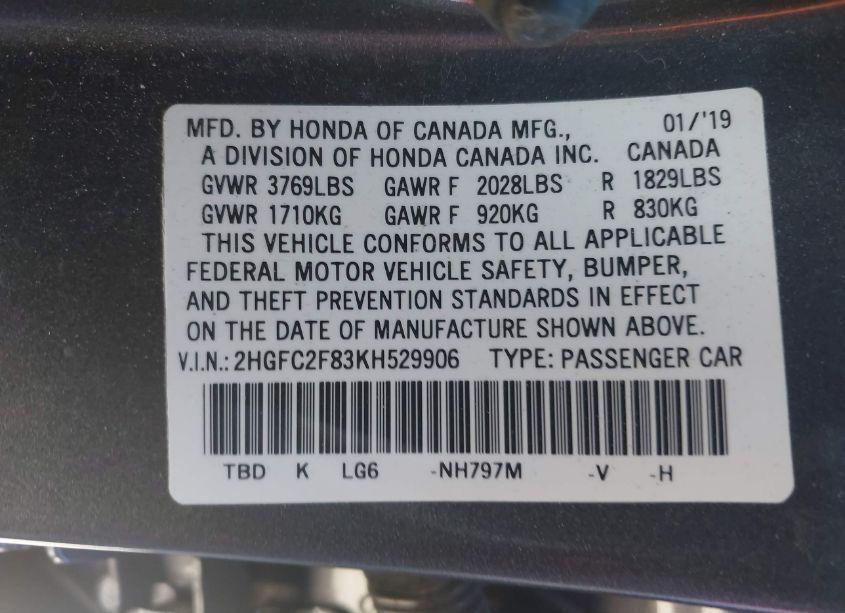 MFD. BY HONDA OF CANADA MFG., 01/'19
A DIVISION OF HONDA CANADA INC. CANADA
GVWR 3769LBS GAWR F 2028LBS R 1829LBS
GVWR 1710KG GAWR F 920KG R 830KG
THIS VEHICLE CONFORMS TO ALL APPLICABLE
FEDERAL MOTOR VEHICLE SAFETY, BUMPER,
AND THEFT PREVENTION STANDARDS IN EFFECT
ON THE DATE OF MANUFACTURE SHOWN ABOVE.
V.I.N.: 2HGFC2F83KH529906 TYPE: PASSENGER CAR
TBD K LG6 -NH797M -V -H